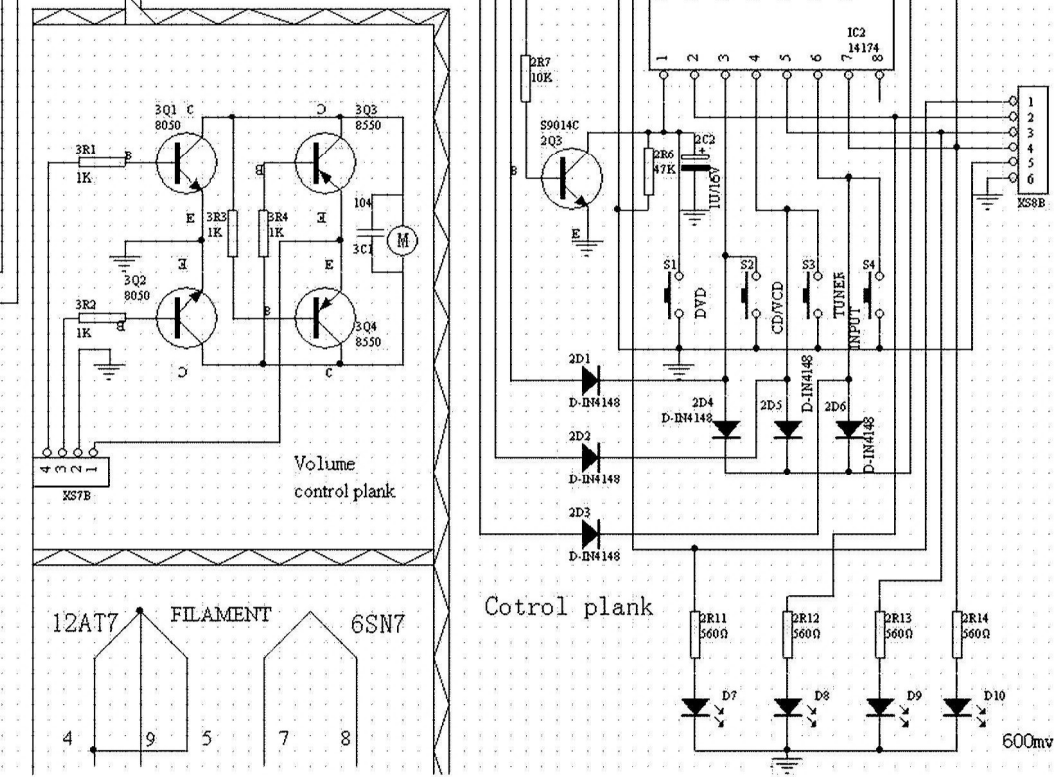 IC2
14174
1 2 3 4 5 6 7 8
2R7
10K
S9014C
2Q3
B
E
2R6
47K
2C2
+
1U/16V
1
2
3
4
5
6
XS8B
3Q1 C
8050
C 3Q3
8550
3R1
B
1K
B
E
3R3
1K
3R4
1K
E
104
3C1
M
E
E
3Q2
8050
3R2
1K
B
B
3Q4
8550
C
C
4 3 2 1
XS7B
Volume
control plank
S1
DVD
S2
CD/VCD
S3
TUNER
S4
INPUT
2D1
D-IN4148
2D2
D-IN4148
2D3
D-IN4148
2D4
D-IN4148
2D5
D-IN4148
2D6
D-IN4148
Cotrol plank
12AT7
FILAMENT
6SN7
4 9 5 7 8
2R11
560Ω
2R12
560Ω
2R13
560Ω
2R14
560Ω
D7
D8
D9
D10
600mv